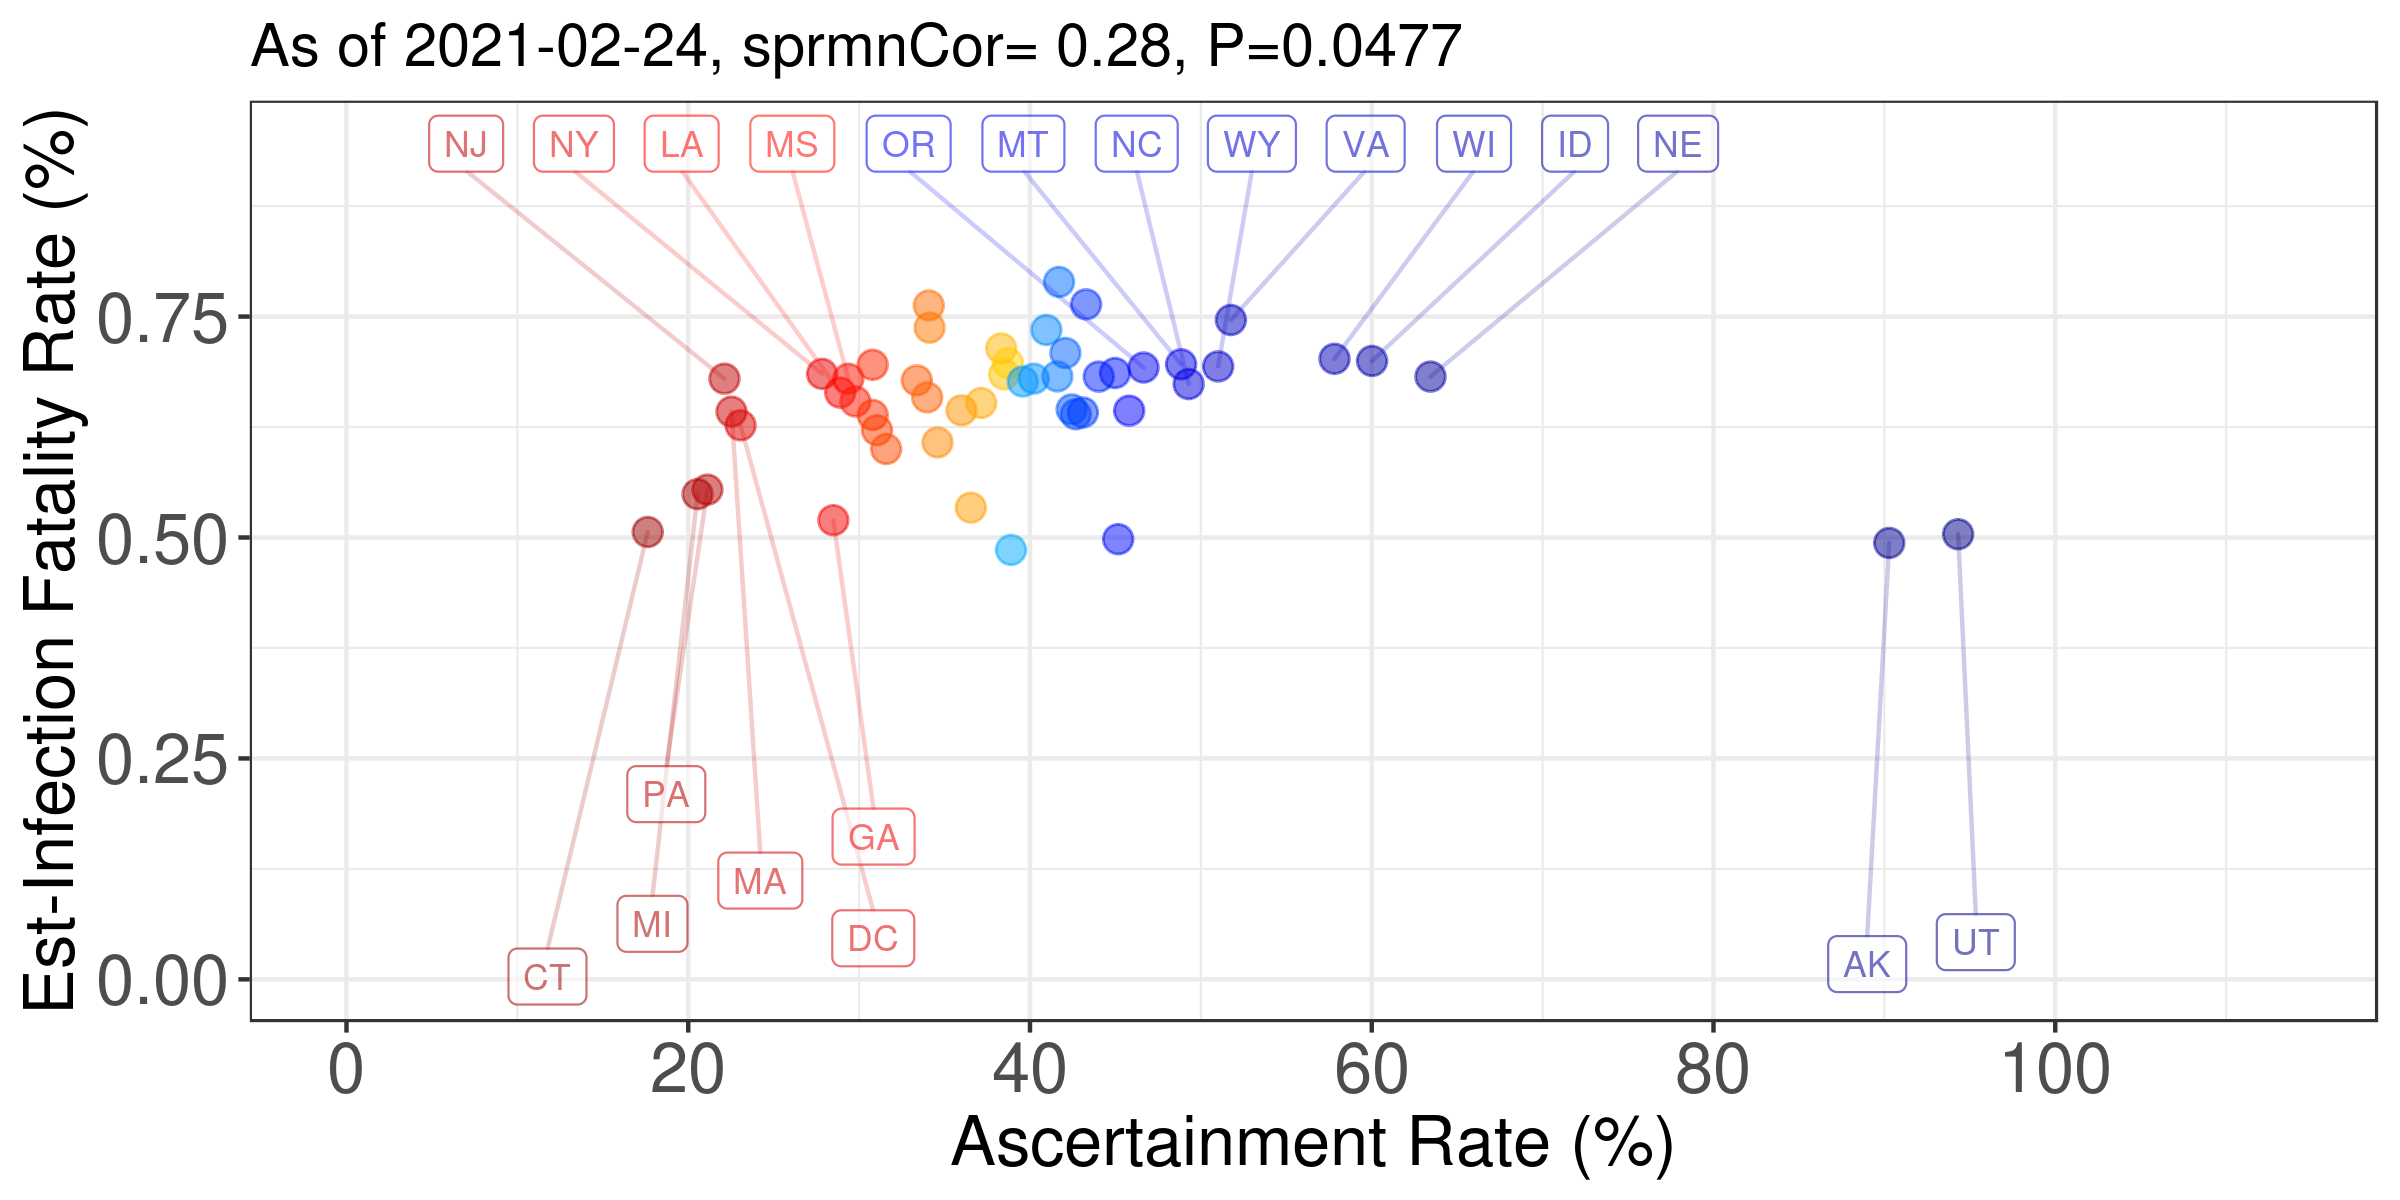 As of 2021-02-24, sprmnCor= 0.28, P=0.0477
NJ NY LA MS OR MT NC WY VA WI ID NE
Est-Infection Fatality Rate (%)
0.75
0.50
0.25
0.00
PA
GA
MA
MI
DC
UT
AK
CT
0 20 40 60 80 100
Ascertainment Rate (%)